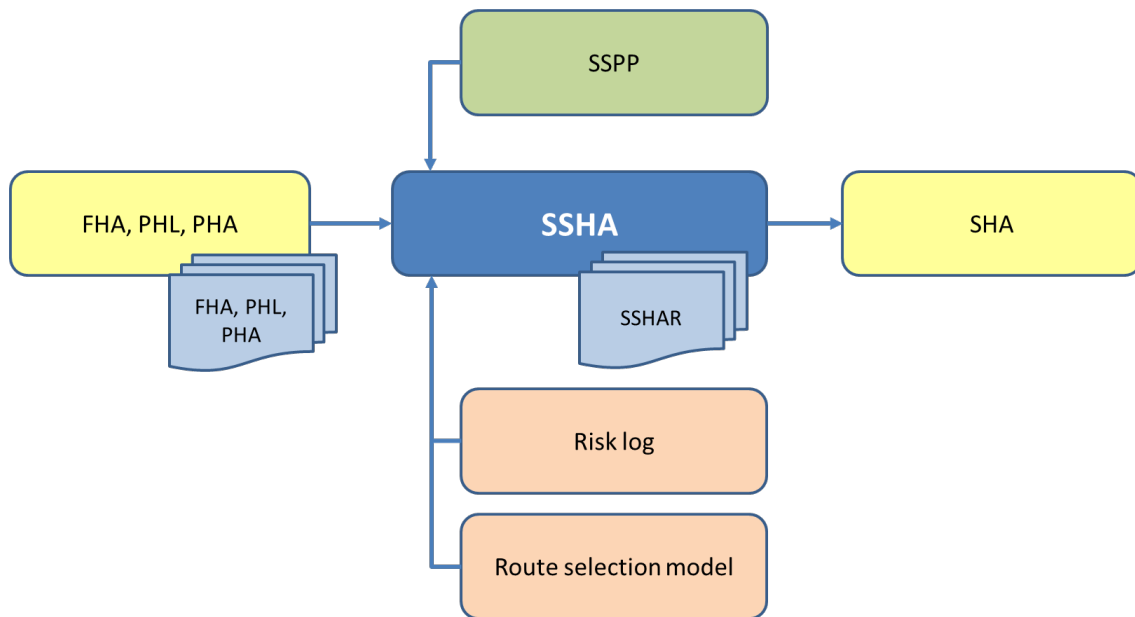 SSPP
FHA, PHL, PHA
SSHA
SHA
FHA, PHL,
PHA
SSHAR
Risk log
Route selection model